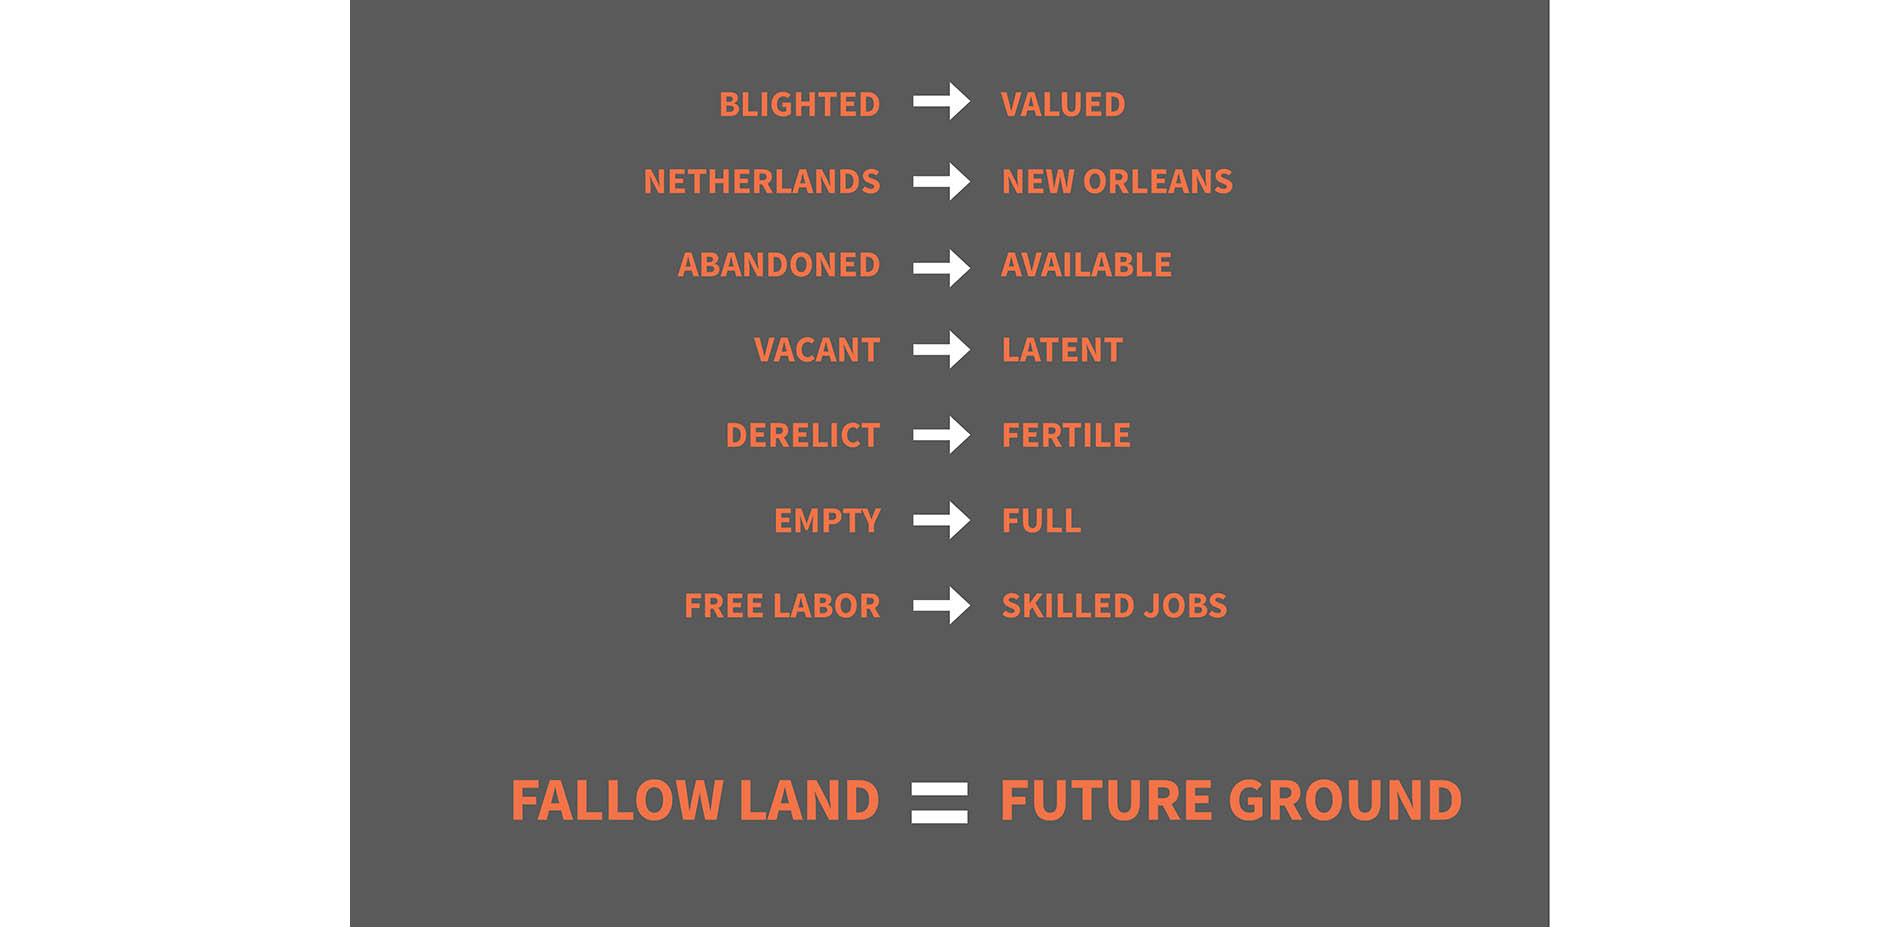 BLIGHTED → VALUED
NETHERLANDS → NEW ORLEANS
ABANDONED → AVAILABLE
VACANT → LATENT
DERELICT → FERTILE
EMPTY → FULL
FREE LABOR → SKILLED JOBS
FALLOW LAND = FUTURE GROUND